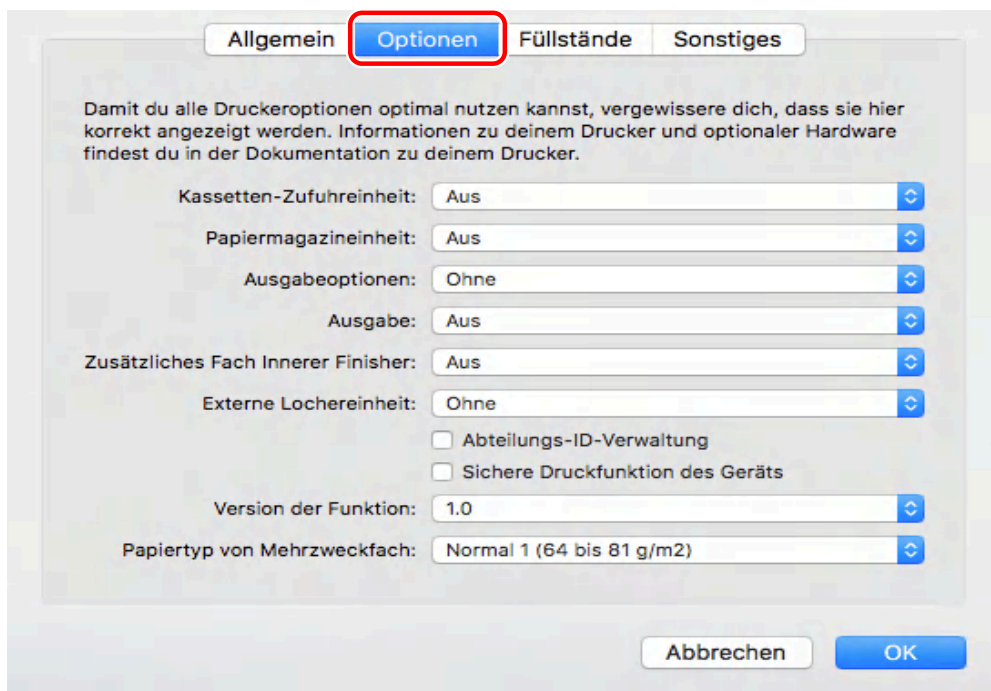 Allgemein Optionen Füllstände Sonstiges
Damit du alle Druckeroptionen optimal nutzen kannst, vergewissere dich, dass sie hier
korrekt angezeigt werden. Informationen zu deinem Drucker und optionaler Hardware
findest du in der Dokumentation zu deinem Drucker.
Kassetten-Zufuhreinheit: Aus
Papiermagazineinheit: Aus
Ausgabeoptionen: Ohne
Ausgabe: Aus
Zusätzliches Fach Innerer Finisher: Aus
Externe Lochereinheit: Ohne
Abteilungs-ID-Verwaltung
Sichere Druckfunktion des Geräts
Version der Funktion: 1.0
Papiertyp von Mehrzweckfach: Normal 1 (64 bis 81 g/m2)
Abbrechen OK